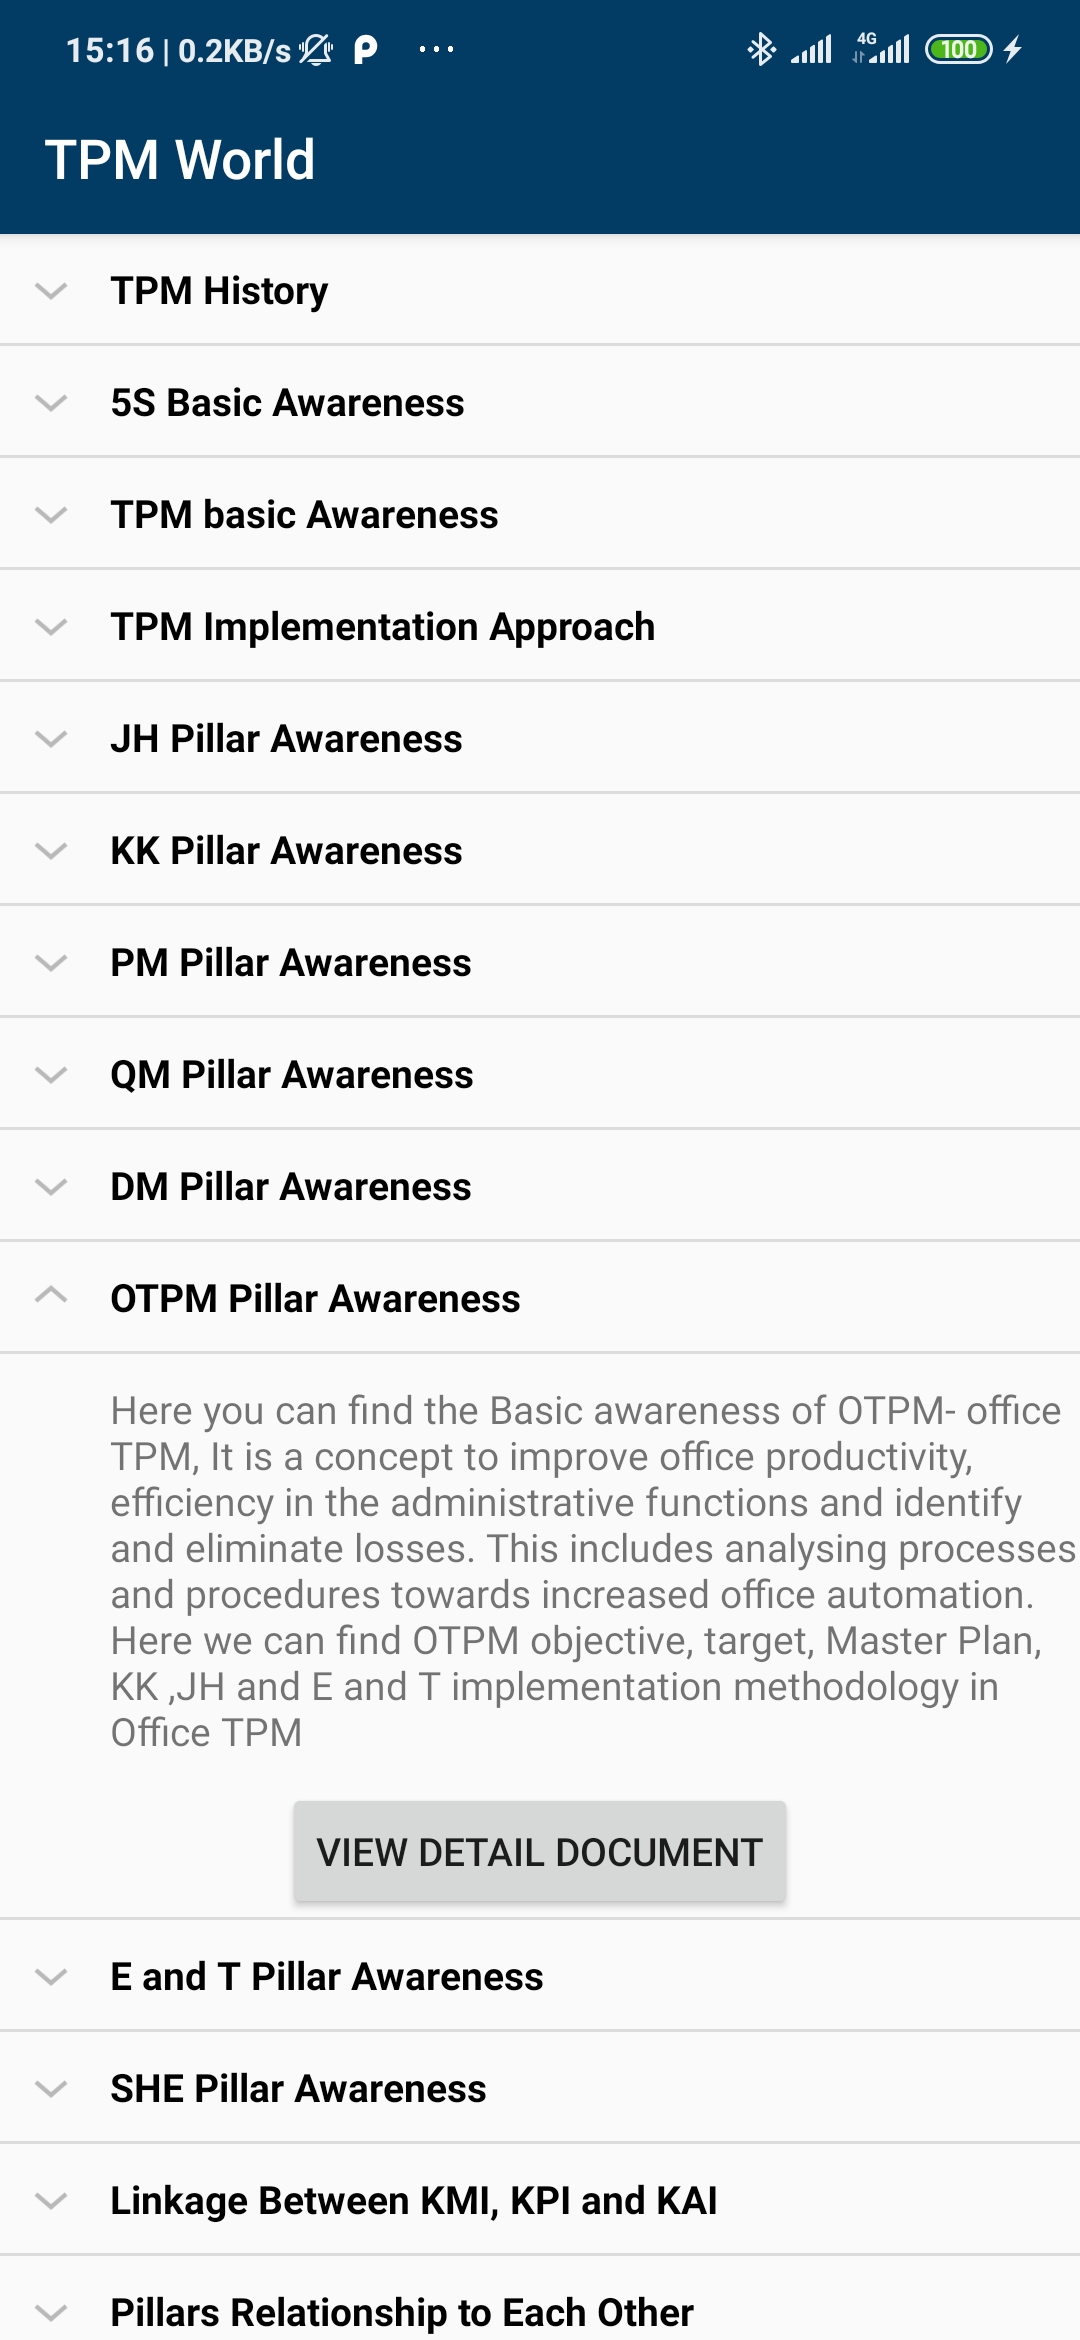 15:16 | 0.2KB/s
4G
100
TPM World
TPM History
5S Basic Awareness
TPM basic Awareness
TPM Implementation Approach
JH Pillar Awareness
KK Pillar Awareness
PM Pillar Awareness
QM Pillar Awareness
DM Pillar Awareness
OTPM Pillar Awareness
Here you can find the Basic awareness of OTPM- office
TPM, It is a concept to improve office productivity,
efficiency in the administrative functions and identify
and eliminate losses. This includes analysing processes
and procedures towards increased office automation.
Here we can find OTPM objective, target, Master Plan,
KK ,JH and E and T implementation methodology in
Office TPM
VIEW DETAIL DOCUMENT
E and T Pillar Awareness
SHE Pillar Awareness
Linkage Between KMI, KPI and KAI
Pillars Relationship to Each Other